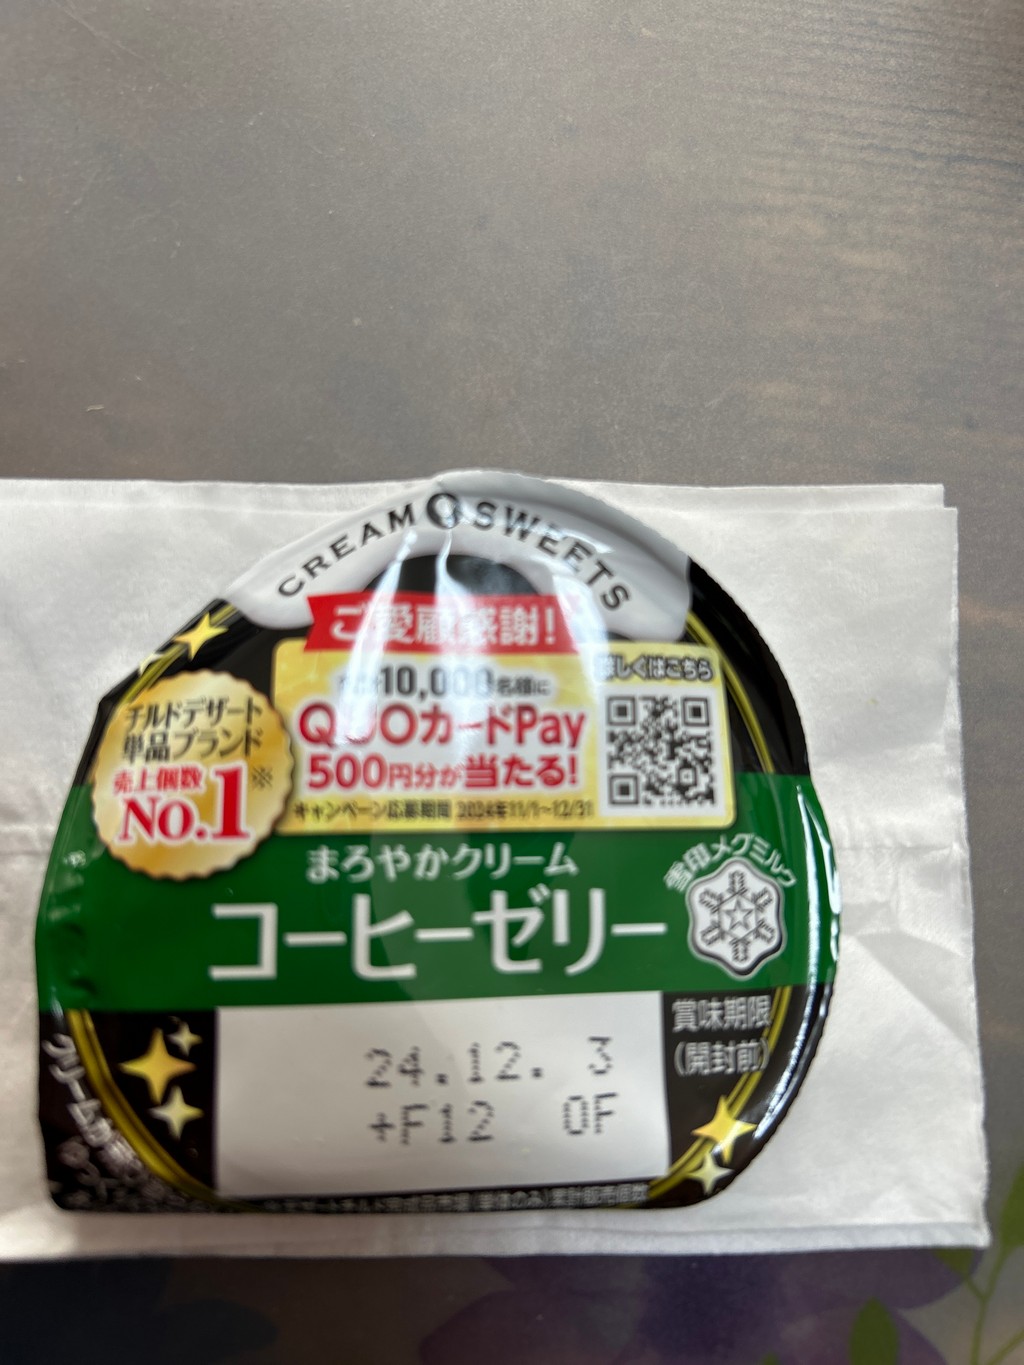 CREAM SWEETS
ご愛顧感謝!
10,000名様に
QUOカードPay
500円分が当たる!
キャンペーン応募期間 2024年11/1~12/31
詳しくはこちら
チルドデザート
単品ブランド
売上個数
No.1※
まろやかクリーム
コーヒーゼリー
雪印メグミルク
賞味期限
(開封前)
24.12.